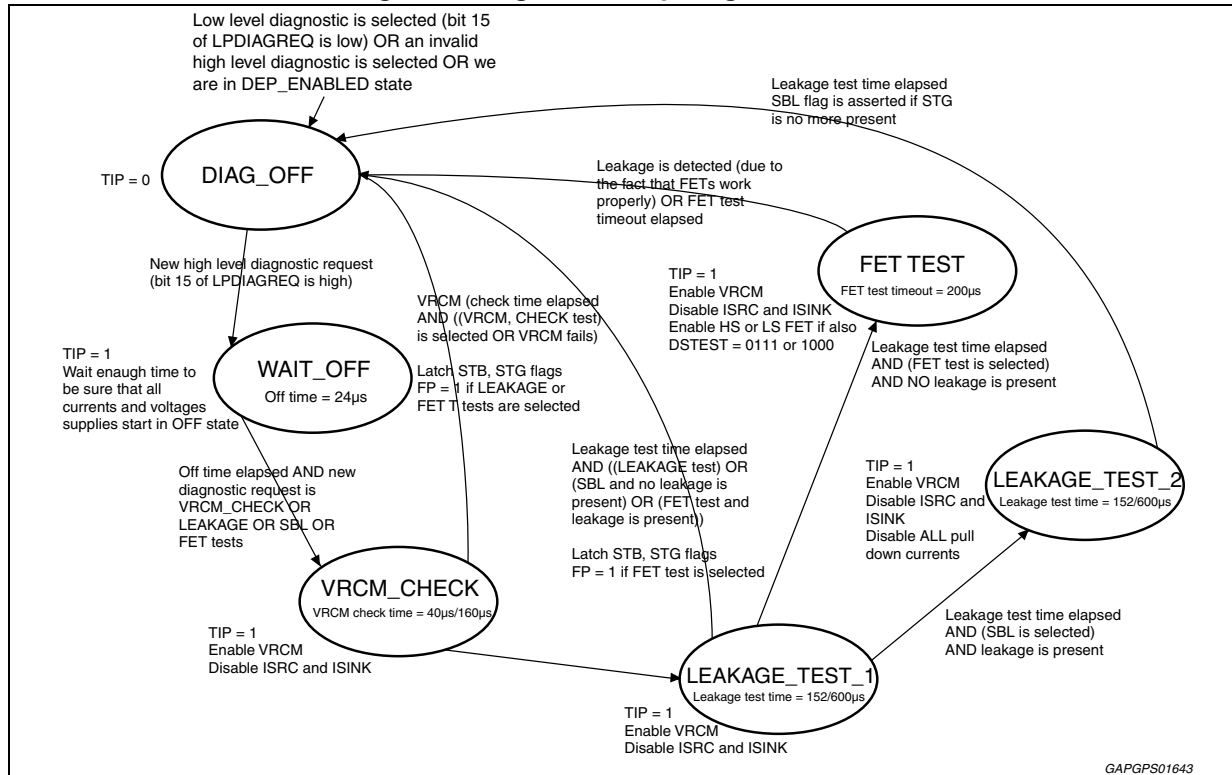 Low level diagnostic is selected (bit 15
of LPDIAGREQ is low) OR an invalid
high level diagnostic is selected OR we
are in DEP_ENABLED state
Leakage test time elapsed
SBL flag is asserted if STG
is no more present
DIAG_OFF
TIP = 0
Leakage is detected (due to
the fact that FETs work
properly) OR FET test
timeout elapsed
New high level diagnostic request
(bit 15 of LPDIAGREQ is high)
FET TEST
FET test timeout = 200µs
TIP = 1
Enable VRCM
Disable ISRC and ISINK
Enable HS or LS FET if also
DSTEST = 0111 or 1000
VRCM (check time elapsed
AND ((VRCM, CHECK test)
is selected OR VRCM fails)
Latch STB, STG flags
FP = 1 if LEAKAGE or
FET T tests are selected
TIP = 1
Wait enaugh time to
be sure that all
currents and voltages
supplies start in OFF state
WAIT_OFF
Off time = 24µs
Leakage test time elapsed
AND (FET test is selected)
AND NO leakage is present
Off time elapsed AND new
diagnostic request is
VRCM_CHECK OR
LEAKAGE OR SBL OR
FET tests
Leakage test time elapsed
AND ((LEAKAGE test) OR
(SBL and no leakage is
present) OR (FET test and
leakage is present))
Latch STB, STG flags
FP = 1 if FET test is selected
TIP = 1
Enable VRCM
Disable ISRC and
ISINK
Disable ALL pull
down currents
LEAKAGE_TEST_2
Leakage test time = 152/600µs
VRCM_CHECK
VRCM check time = 40µs/160µs
TIP = 1
Enable VRCM
Disable ISRC and ISINK
Leakage test time elapsed
AND (SBL is selected)
AND leakage is present
LEAKAGE_TEST_1
Leakage test time = 152/600µs
TIP = 1
Enable VRCM
Disable ISRC and ISINK
GAPGPS01643